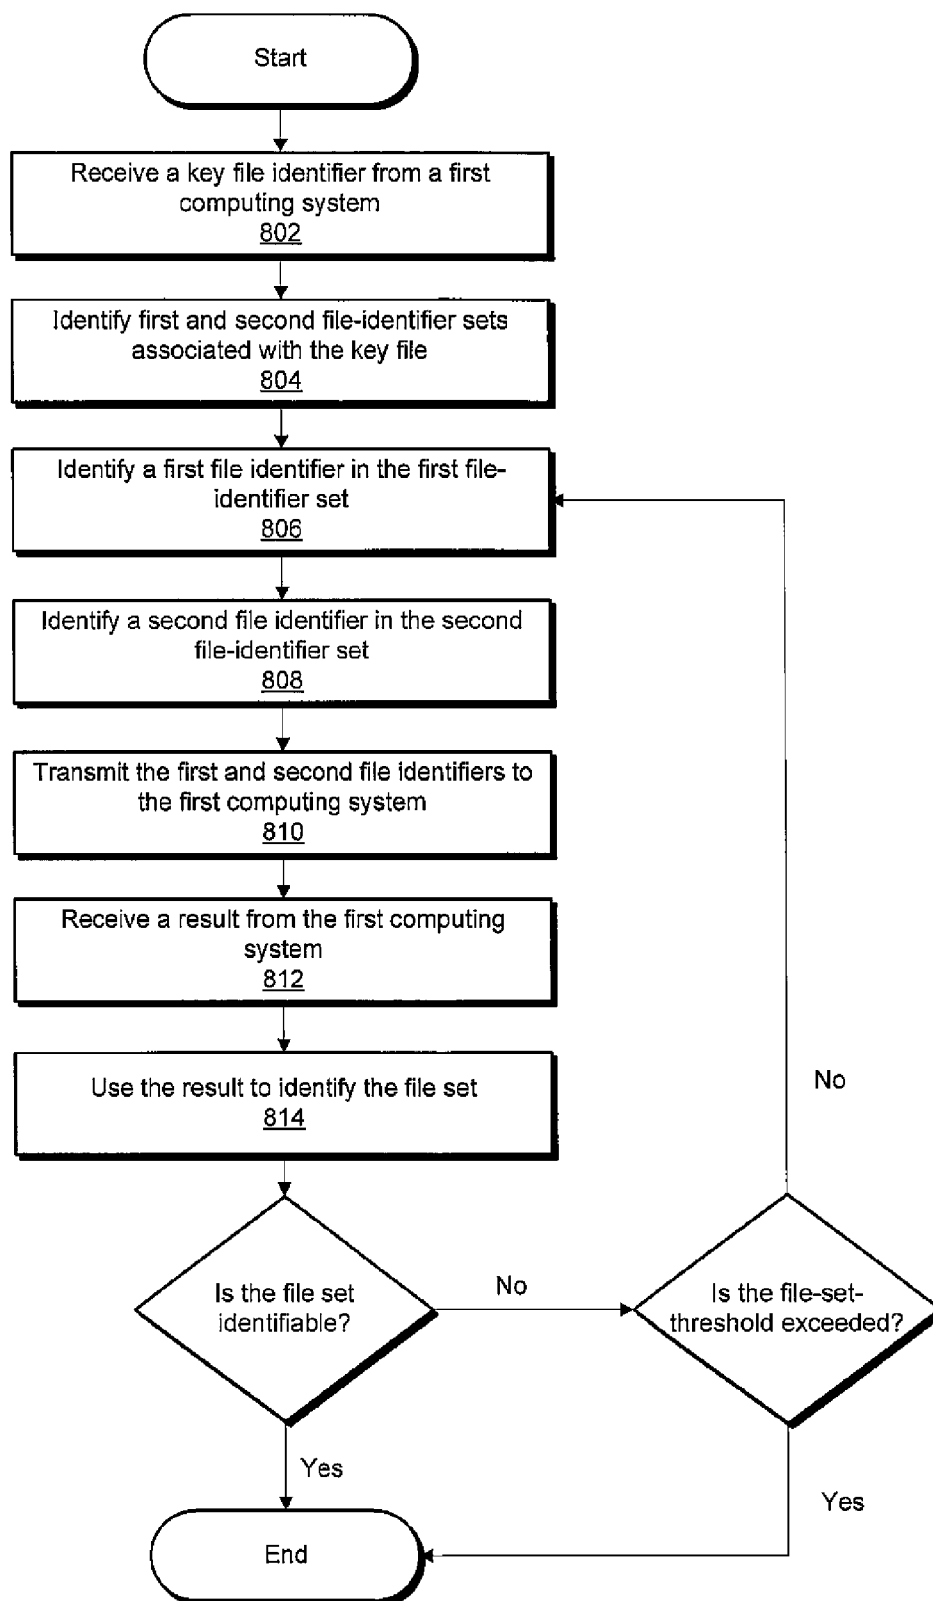 Start
Receive a key file identifier from a first
computing system
802
Identify first and second file-identifier sets
associated with the key file
804
Identify a first file identifier in the first file-
identifier set
806
Identify a second file identifier in the second
file-identifier set
808
Transmit the first and second file identifiers to
the first computing system
810
Receive a result from the first computing
system
812
Use the result to identify the file set
814
No
Is the file set
identifiable?
No
Is the file-set-
threshold exceeded?
Yes
Yes
End